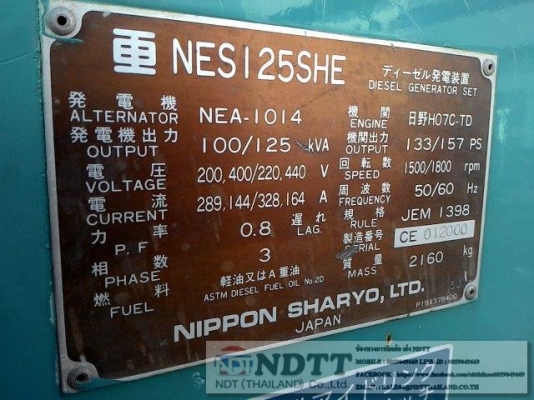 重 NES125SHE ディーゼル発電装置
DIESEL GENERATOR SET
発電機
ALTERNATOR NEA-1014
発電機出力
OUTPUT 100/125 kVA
電圧
VOLTAGE 200,400/220,440 V
電流
CURRENT 289,144/328,164 A
力率
P.F 0.8 遅れ
LAG.
相数
PHASE 3
燃料
FUEL 軽油又はA重油
ASTM DIESEL FUEL OIL No.2D
機関
ENGINE 日野H07C-TD
機関出力
OUTPUT 133/157 PS
回転数
SPEED 1500/1800 rpm
周波数
FREQUENCY 50/60 Hz
規格
RULE JEM 1398
製造番号
SERIAL CE 012000
質量
MASS 2160 kg
NIPPON SHARYO, LTD.
JAPAN
NDTT
NDT (THAILAND) Co.,Ltd.